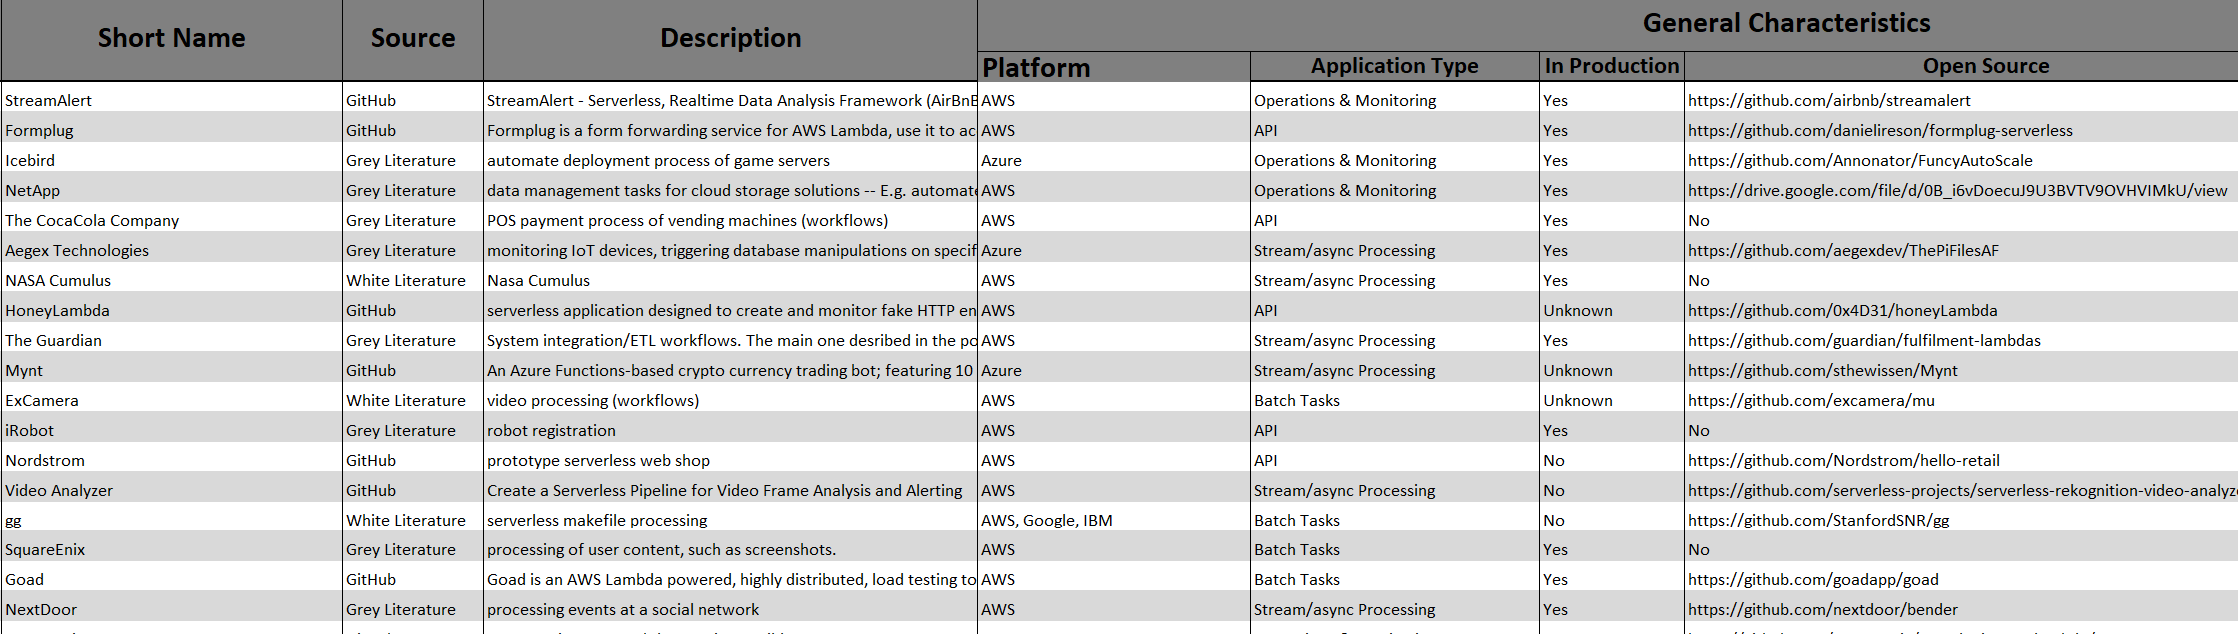 Short Name Source Description General Characteristics
Platform Application Type In Production Open Source
StreamAlert GitHub StreamAlert - Serverless, Realtime Data Analysis Framework (AirBnB AWS Operations & Monitoring Yes https://github.com/airbnb/streamalert
Formplug GitHub Formplug is a form forwarding service for AWS Lambda, use it to ac AWS API Yes https://github.com/danielireson/formplug-serverless
Icebird Grey Literature automate deployment process of game servers Azure Operations & Monitoring Yes https://github.com/Annonator/FuncyAutoScale
NetApp Grey Literature data management tasks for cloud storage solutions -- E.g. automate AWS Operations & Monitoring Yes https://drive.google.com/file/d/0B_i6vDoecuJ9U3BVTV9OVHVIMkU/view
The CocaCola Company Grey Literature POS payment process of vending machines (workflows) AWS API Yes No
Aegex Technologies Grey Literature monitoring IoT devices, triggering database manipulations on specif Azure Stream/async Processing Yes https://github.com/aegexdev/ThePiFilesAF
NASA Cumulus White Literature Nasa Cumulus AWS Stream/async Processing Yes No
HoneyLambda GitHub serverless application designed to create and monitor fake HTTP en AWS API Unknown https://github.com/0x4D31/honeyLambda
The Guardian Grey Literature System integration/ETL workflows. The main one desribed in the po AWS Stream/async Processing Yes https://github.com/guardian/fulfilment-lambdas
Mynt GitHub An Azure Functions-based crypto currency trading bot; featuring 10 Azure Stream/async Processing Unknown https://github.com/sthewissen/Mynt
ExCamera White Literature video processing (workflows) AWS Batch Tasks Unknown https://github.com/excamera/mu
iRobot Grey Literature robot registration AWS API Yes No
Nordstrom GitHub prototype serverless web shop AWS API No https://github.com/Nordstrom/hello-retail
Video Analyzer GitHub Create a Serverless Pipeline for Video Frame Analysis and Alerting AWS Stream/async Processing No https://github.com/serverless-projects/serverless-rekognition-video-analyz
gg White Literature serverless makefile processing AWS, Google, IBM Batch Tasks No https://github.com/StanfordSNR/gg
SquareEnix Grey Literature processing of user content, such as screenshots. AWS Batch Tasks Yes No
Goad GitHub Goad is an AWS Lambda powered, highly distributed, load testing to AWS Batch Tasks Yes https://github.com/goadapp/goad
NextDoor Grey Literature processing events at a social network AWS Stream/async Processing Yes https://github.com/nextdoor/bender